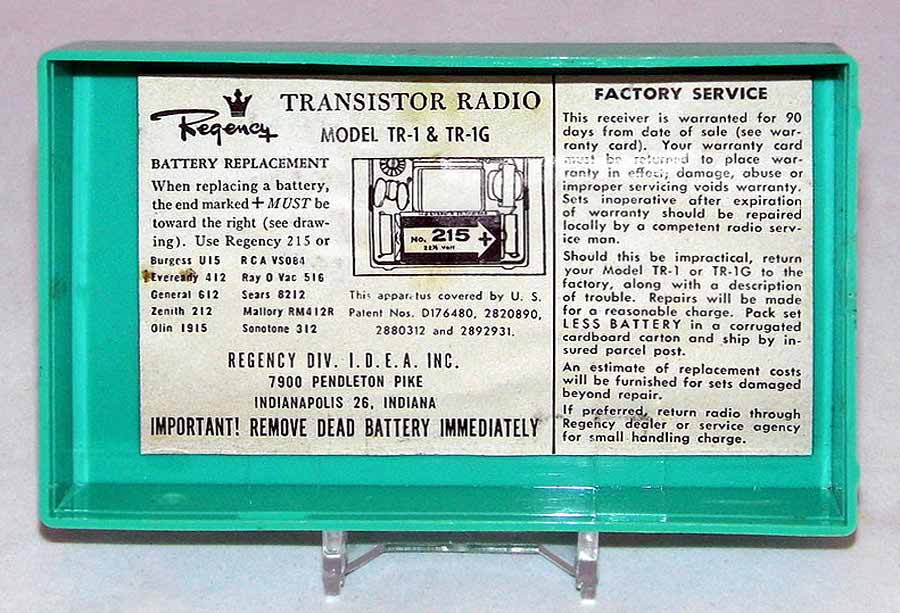 Regency
TRANSISTOR RADIO
MODEL TR-1 & TR-1G
BATTERY REPLACEMENT
When replacing a battery,
the end marked + MUST be
toward the right (see draw-
ing). Use Regency 215 or
Burgess U15 RCA VS084
Eveready 412 Ray O Vac 516
General 612 Sears 8212
Zenith 212 Mallory RM412R
Olin 1915 Sonotone 312
No. 215 +
22½ VOLT
This apparatus covered by U. S.
Patent Nos. D176480, 2820890,
2880312 and 2892931.
REGENCY DIV. I.D.E.A. INC.
7900 PENDLETON PIKE
INDIANAPOLIS 26, INDIANA
IMPORTANT! REMOVE DEAD BATTERY IMMEDIATELY
FACTORY SERVICE
This receiver is warranted for 90
days from date of sale (see war-
ranty card). Your warranty card
must be returned to place war-
ranty in effect; damage, abuse or
improper servicing voids warranty.
Sets inoperative after expiration
of warranty should be repaired
locally by a competent radio serv-
ice man.
Should this be impractical, return
your Model TR-1 or TR-1G to the
factory, along with a description
of trouble. Repairs will be made
for a reasonable charge. Pack set
LESS BATTERY in a corrugated
cardboard carton and ship by in-
sured parcel post.
An estimate of replacement costs
will be furnished for sets damaged
beyond repair.
If preferred, return radio through
Regency dealer or service agency
for small handling charge.